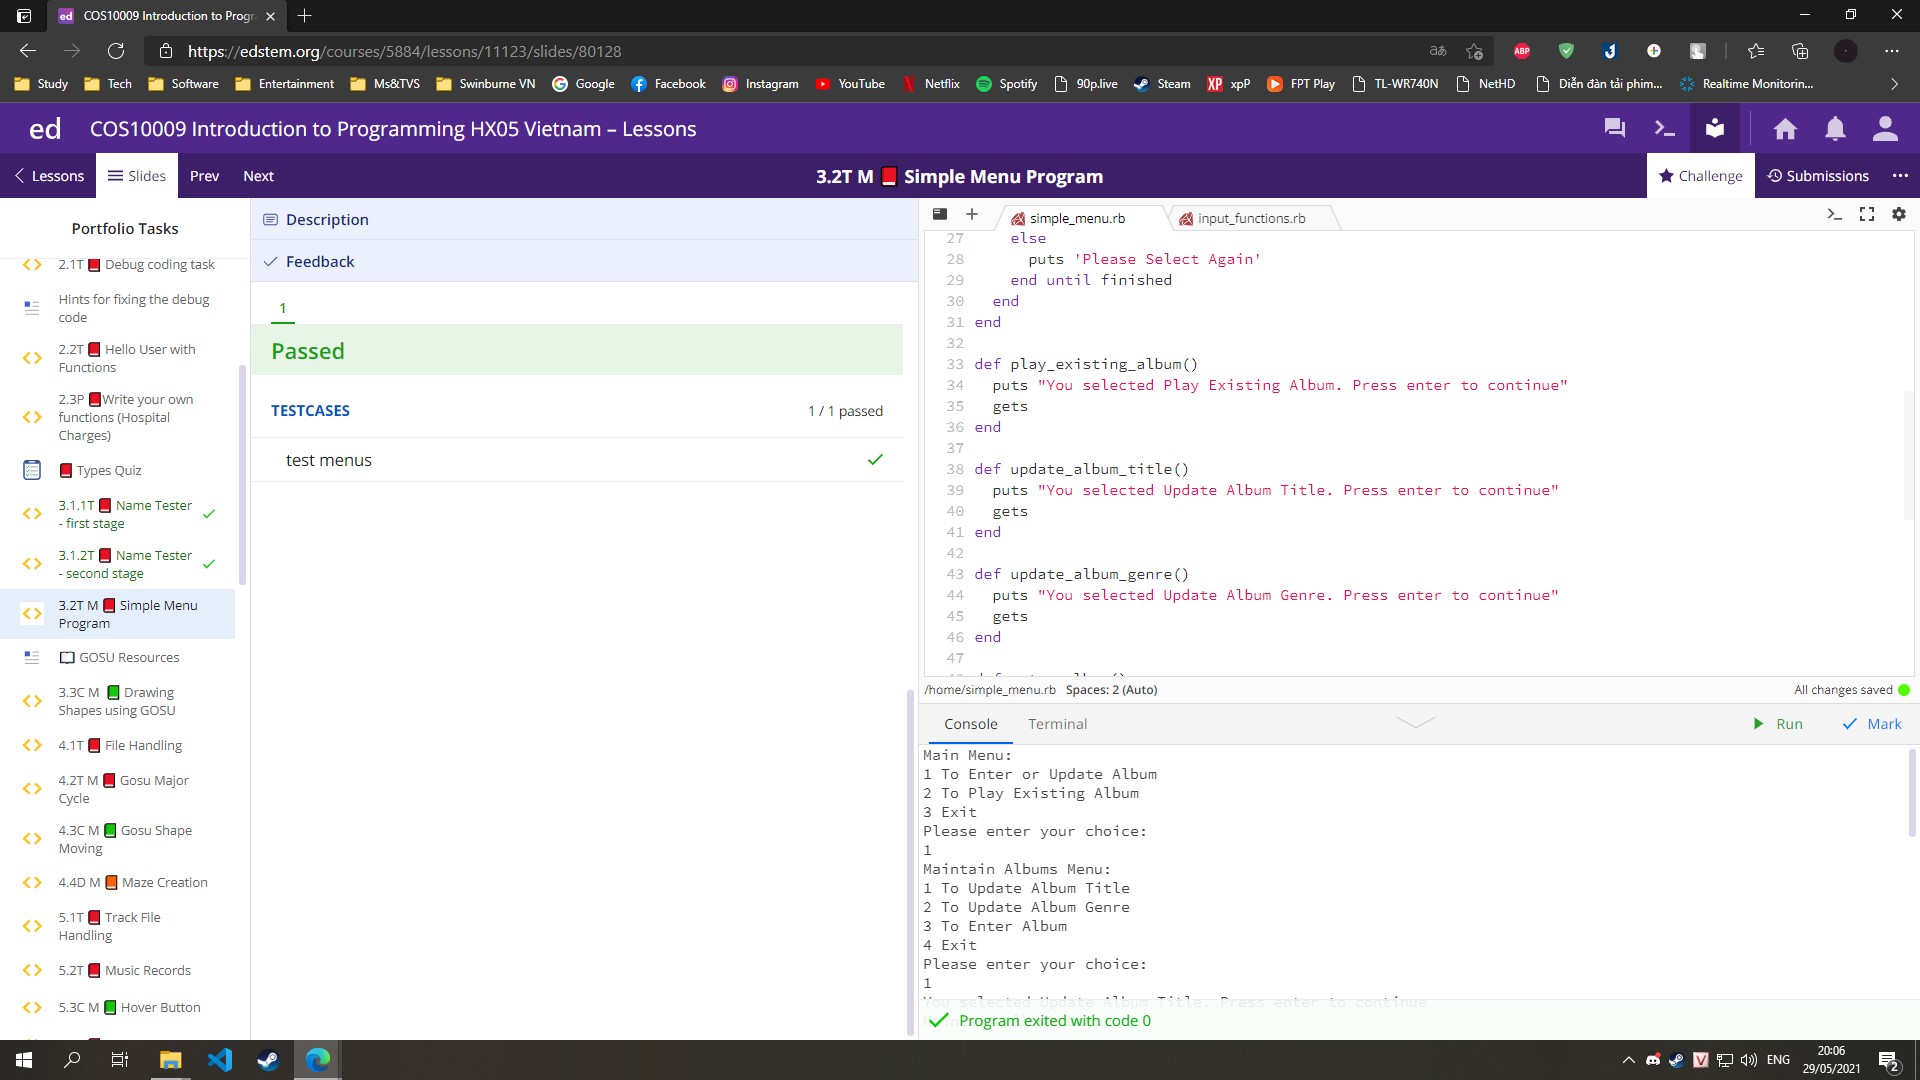 ed COS10009 Introduction to Progr
https://edstem.org/courses/5884/lessons/11123/slides/80128
aあ
ABP
Study Tech Software Entertainment Ms&TVS Swinburne VN Google Facebook Instagram YouTube Netflix Spotify 90p.live Steam XP xpP FPT Play TL-WR740N NetHD Diễn đàn tải phim... Realtime Monitorin...
ed COS10009 Introduction to Programming HX05 Vietnam – Lessons
Lessons Slides Prev Next 3.2T M Simple Menu Program Challenge Submissions
Portfolio Tasks
2.1T Debug coding task
Hints for fixing the debug
code
2.2T Hello User with
Functions
2.3P Write your own
functions (Hospital
Charges)
Types Quiz
3.1.1T Name Tester
- first stage
3.1.2T Name Tester
- second stage
3.2T M Simple Menu
Program
GOSU Resources
3.3C M Drawing
Shapes using GOSU
4.1T File Handling
4.2T M Gosu Major
Cycle
4.3C M Gosu Shape
Moving
4.4D M Maze Creation
5.1T Track File
Handling
5.2T Music Records
5.3C M Hover Button
Description
Feedback
1
Passed
TESTCASES 1 / 1 passed
test menus
simple_menu.rb input_functions.rb
27 else
28 puts 'Please Select Again'
29 end until finished
30 end
31 end
32
33 def play_existing_album()
34 puts "You selected Play Existing Album. Press enter to continue"
35 gets
36 end
37
38 def update_album_title()
39 puts "You selected Update Album Title. Press enter to continue"
40 gets
41 end
42
43 def update_album_genre()
44 puts "You selected Update Album Genre. Press enter to continue"
45 gets
46 end
47
/home/simple_menu.rb Spaces: 2 (Auto) All changes saved
Console Terminal Run Mark
Main Menu:
1 To Enter or Update Album
2 To Play Existing Album
3 Exit
Please enter your choice:
1
Maintain Albums Menu:
1 To Update Album Title
2 To Update Album Genre
3 To Enter Album
4 Exit
Please enter your choice:
1
You selected Update Album Title. Press enter to continue
Program exited with code 0
V ENG 20:06
29/05/2021 2